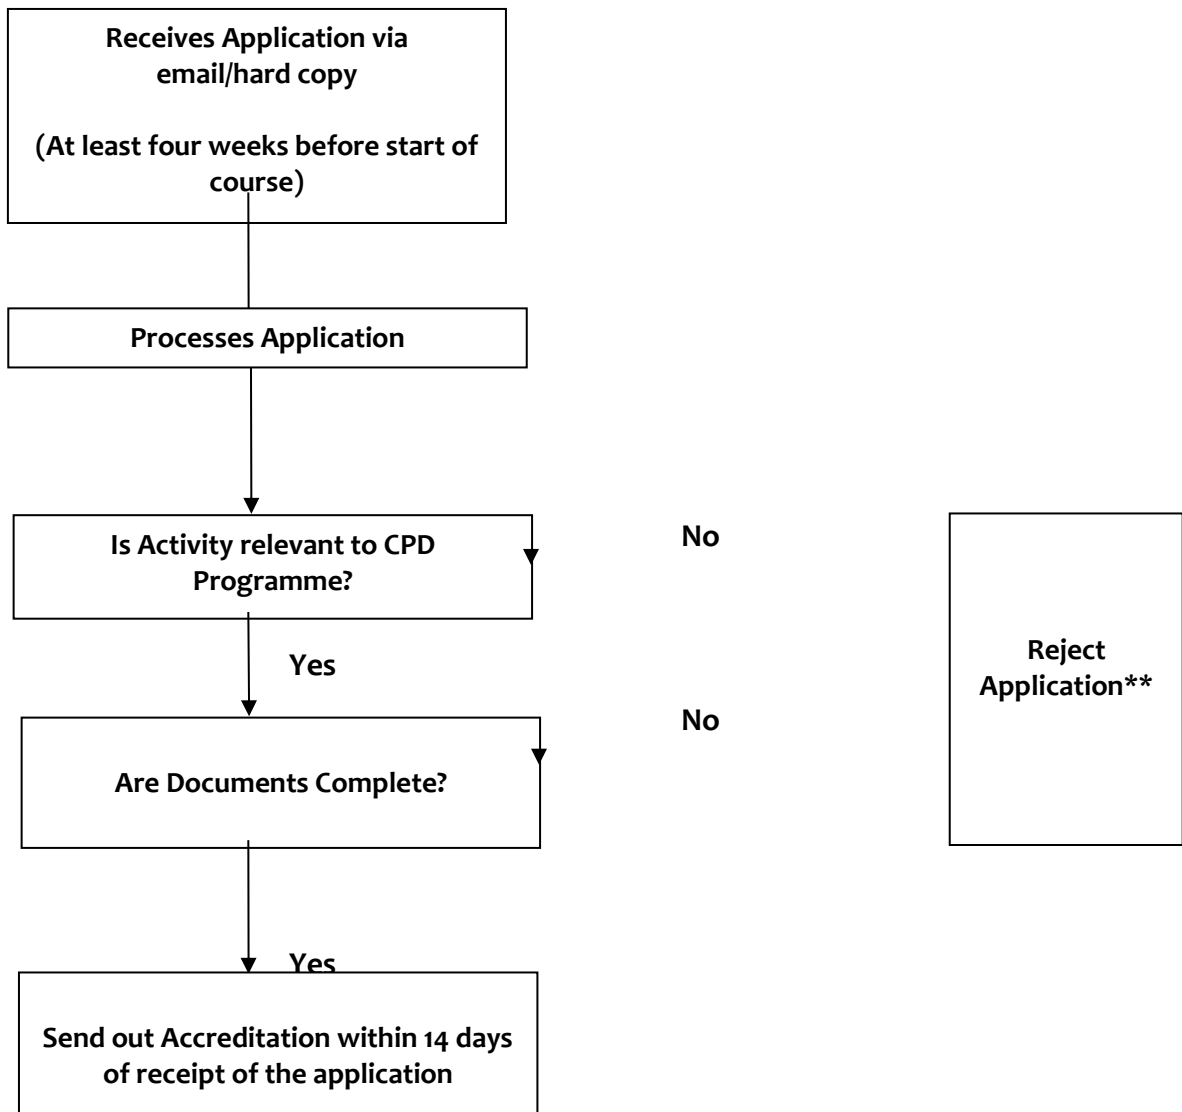 Receives Application via
email/hard copy
(At least four weeks before start of
course)
Processes Application
Is Activity relevant to CPD
Programme?
No
Yes
Reject
Application**
No
Are Documents Complete?
Yes
Send out Accreditation within 14 days
of receipt of the application